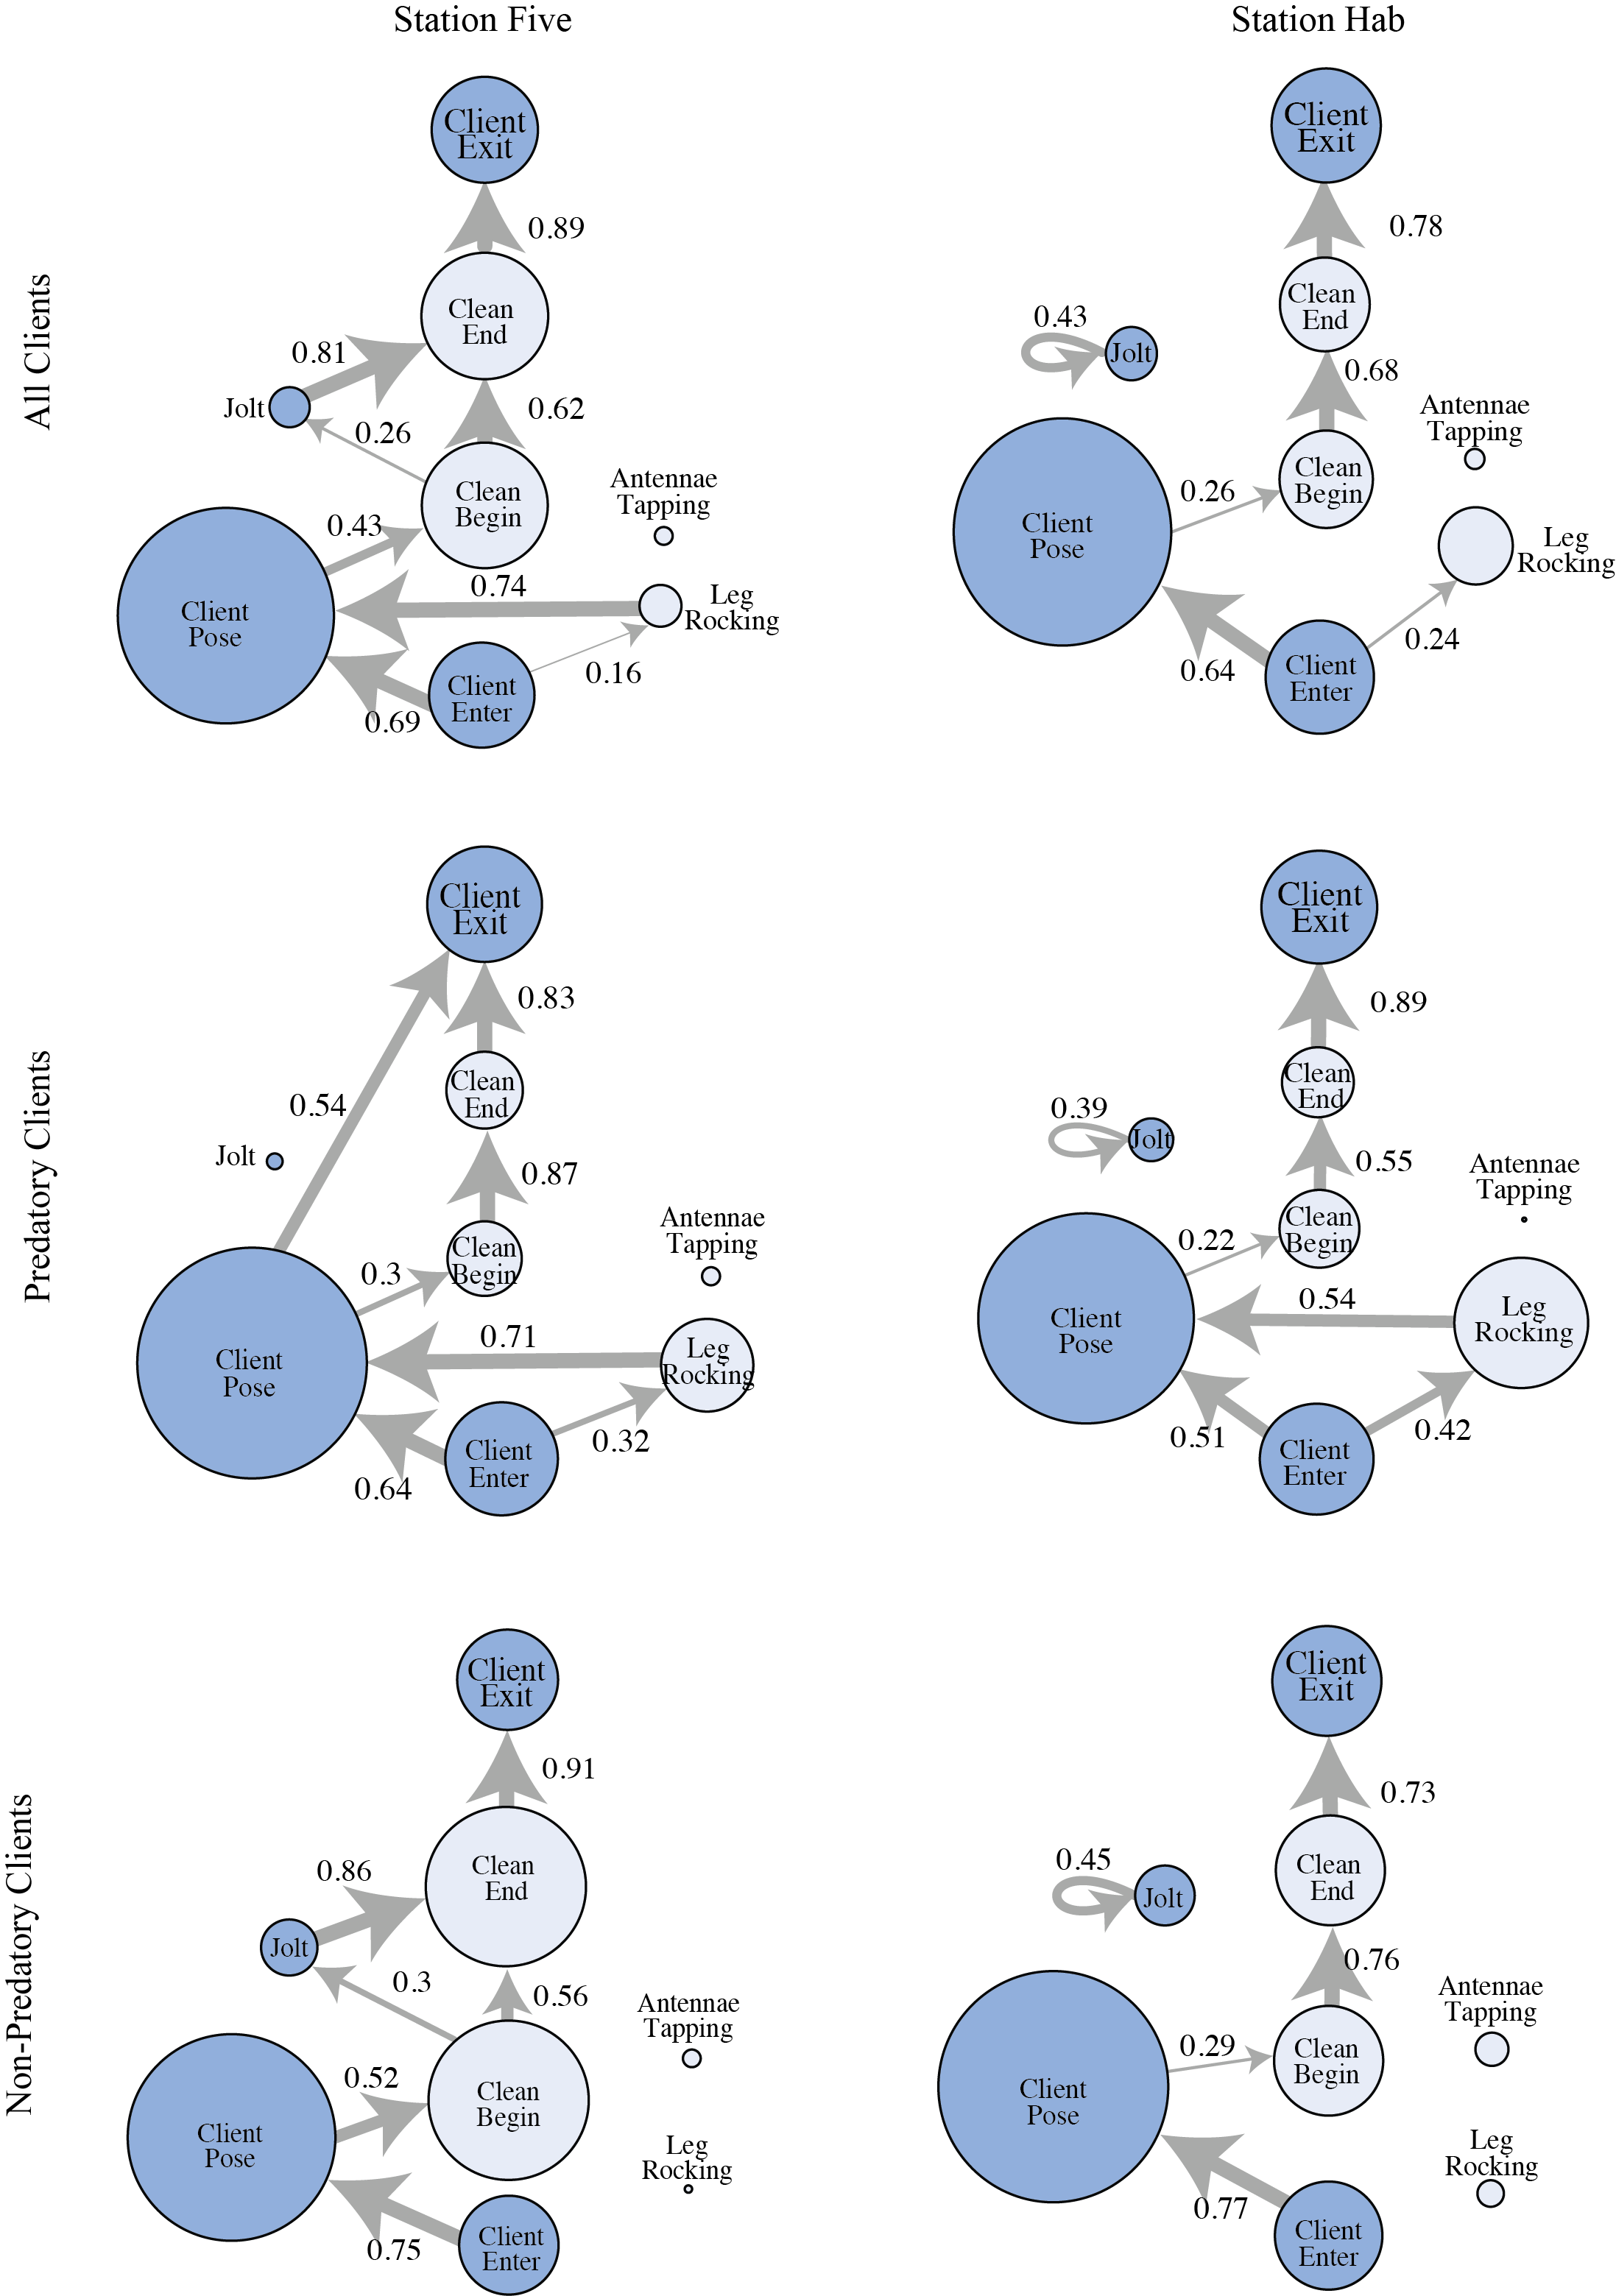 Station Five
Station Hab
All Clients
Client
Exit
0.89
Clean
End
0.81
Jolt
0.62
0.26
Clean
Begin
Antennae
Tapping
0.43
0.74
Leg
Rocking
Client
Pose
0.16
Client
Enter
0.69
Client
Exit
0.78
Clean
End
0.43
Jolt
0.68
Antennae
Tapping
Clean
Begin
0.26
Client
Pose
Leg
Rocking
0.24
0.64
Client
Enter
Predatory Clients
Client
Exit
0.83
Clean
End
0.54
Jolt
0.87
Antennae
Tapping
Clean
Begin
0.3
0.71
Leg
Rocking
Client
Pose
0.32
Client
Enter
0.64
Client
Exit
0.89
Clean
End
0.39
Jolt
0.55
Antennae
Tapping
Clean
Begin
0.22
0.54
Leg
Rocking
Client
Pose
0.51
0.42
Client
Enter
Non-Predatory Clients
Client
Exit
0.91
Clean
End
0.86
Jolt
0.3
0.56
Antennae
Tapping
0.52
Clean
Begin
Client
Pose
Leg
Rocking
0.75
Client
Enter
Client
Exit
0.73
Clean
End
0.45
Jolt
0.76
Antennae
Tapping
0.29
Clean
Begin
Client
Pose
Leg
Rocking
0.77
Client
Enter